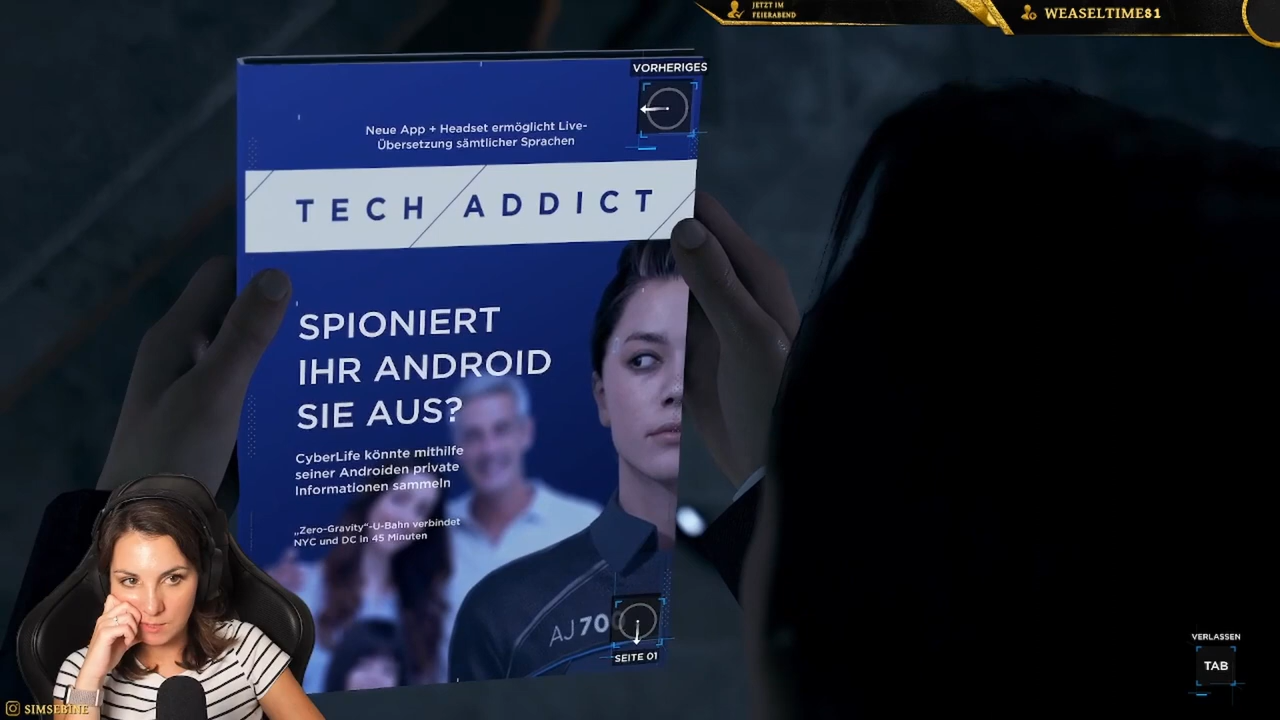 JETZT IM
FEIERABEND
WEASELTIME81
VORHERIGES
Neue App + Headset ermöglicht Live-
Übersetzung sämtlicher Sprachen
TECH ADDICT
SPIONIERT
IHR ANDROID
SIE AUS?
CyberLife könnte mithilfe
seiner Androiden private
Informationen sammeln
„Zero-Gravity“-U-Bahn verbindet
NYC und DC in 45 Minuten
AJ700
SEITE 01
VERLASSEN
TAB
SIMSEBINE